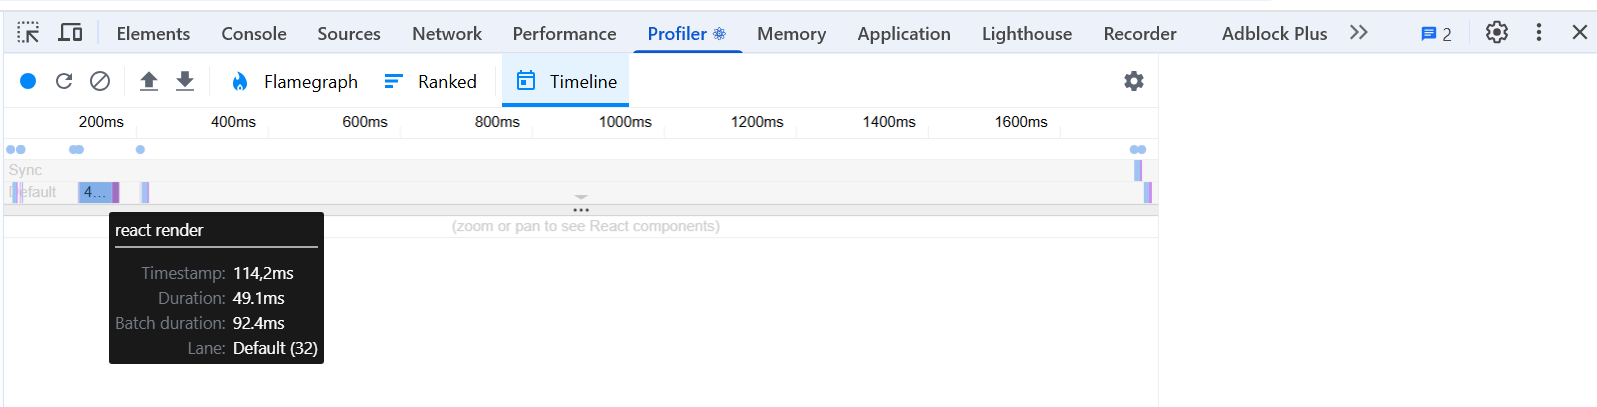 Elements Console Sources Network Performance Profiler Memory Application Lighthouse Recorder Adblock Plus 2
Flamegraph Ranked Timeline
200ms 400ms 600ms 800ms 1000ms 1200ms 1400ms 1600ms
Sync
Default 4...
(zoom or pan to see React components)
react render
Timestamp: 114,2ms
Duration: 49.1ms
Batch duration: 92.4ms
Lane: Default (32)